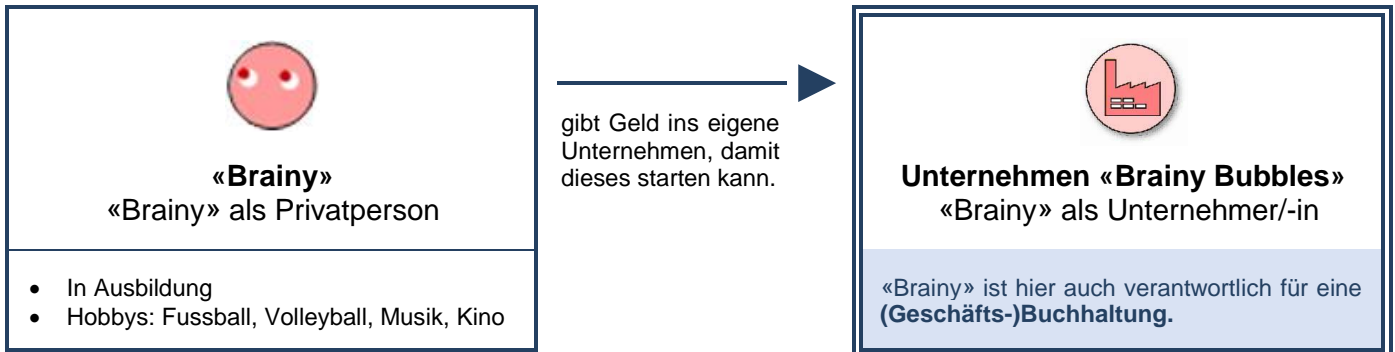 «Brainy»
«Brainy» als Privatperson
• In Ausbildung
• Hobbys: Fussball, Volleyball, Musik, Kino
gibt Geld ins eigene
Unternehmen, damit
dieses starten kann.
Unternehmen «Brainy Bubbles»
«Brainy» als Unternehmer/-in
«Brainy» ist hier auch verantwortlich für eine
(Geschäfts-)Buchhaltung.